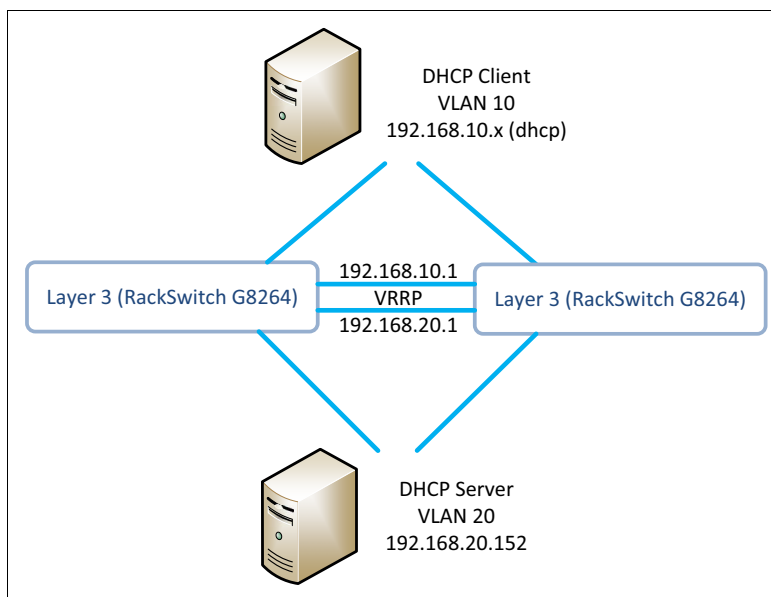 DHCP Client
VLAN 10
192.168.10.x (dhcp)
192.168.10.1
Layer 3 (RackSwitch G8264)
VRRP
Layer 3 (RackSwitch G8264)
192.168.20.1
DHCP Server
VLAN 20
192.168.20.152